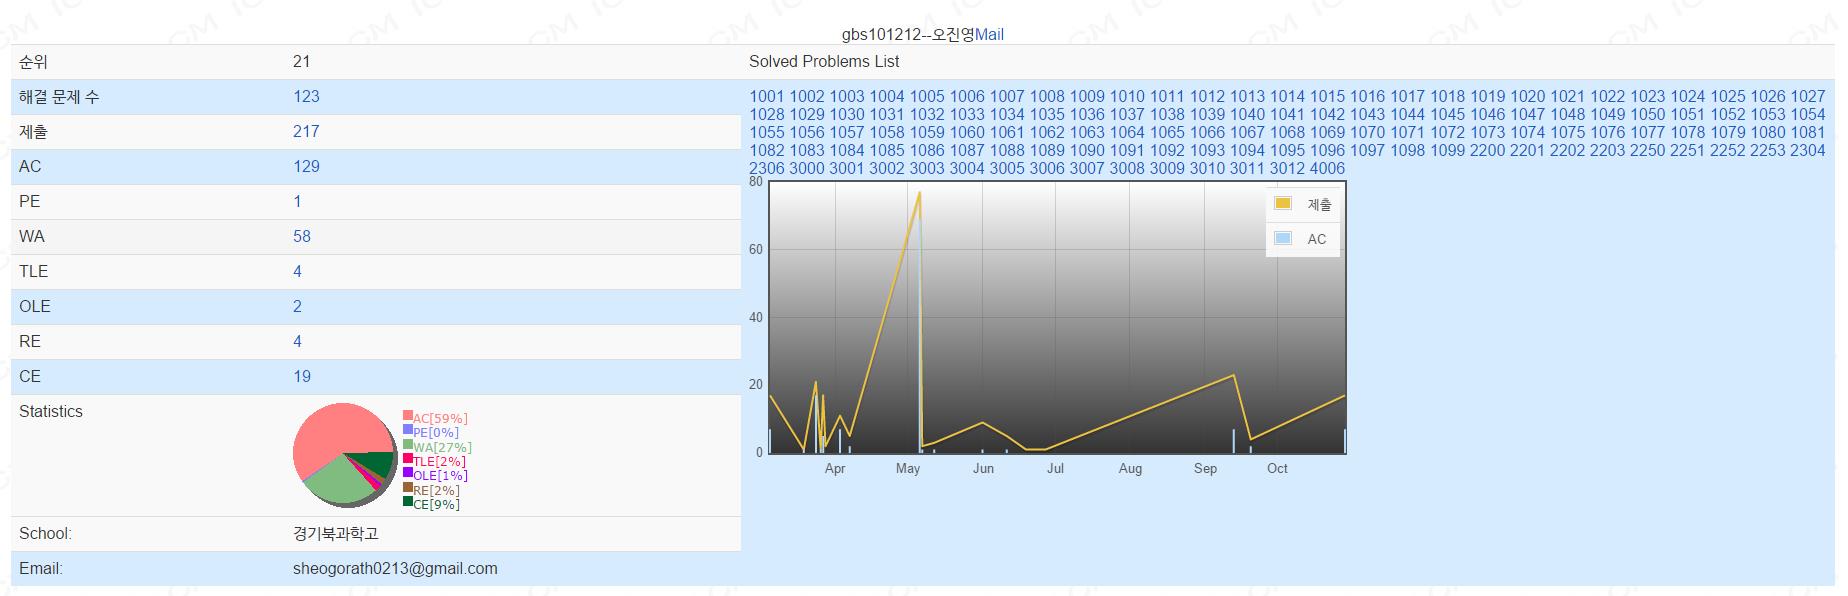 gbs101212--오진영Mail
순위 21
해결 문제 수 123
제출 217
AC 129
PE 1
WA 58
TLE 4
OLE 2
RE 4
CE 19
Statistics
AC[59%]
PE[0%]
WA[27%]
TLE[2%]
OLE[1%]
RE[2%]
CE[9%]
School: 경기북과학고
Email: sheogorath0213@gmail.com
Solved Problems List
1001 1002 1003 1004 1005 1006 1007 1008 1009 1010 1011 1012 1013 1014 1015 1016 1017 1018 1019 1020 1021 1022 1023 1024 1025 1026 1027
1028 1029 1030 1031 1032 1033 1034 1035 1036 1037 1038 1039 1040 1041 1042 1043 1044 1045 1046 1047 1048 1049 1050 1051 1052 1053 1054
1055 1056 1057 1058 1059 1060 1061 1062 1063 1064 1065 1066 1067 1068 1069 1070 1071 1072 1073 1074 1075 1076 1077 1078 1079 1080 1081
1082 1083 1084 1085 1086 1087 1088 1089 1090 1091 1092 1093 1094 1095 1096 1097 1098 1099 2200 2201 2202 2203 2250 2251 2252 2253 2304
2306 3000 3001 3002 3003 3004 3005 3006 3007 3008 3009 3010 3011 3012 4006
80
제출
AC
60
40
20
0
Apr May Jun Jul Aug Sep Oct